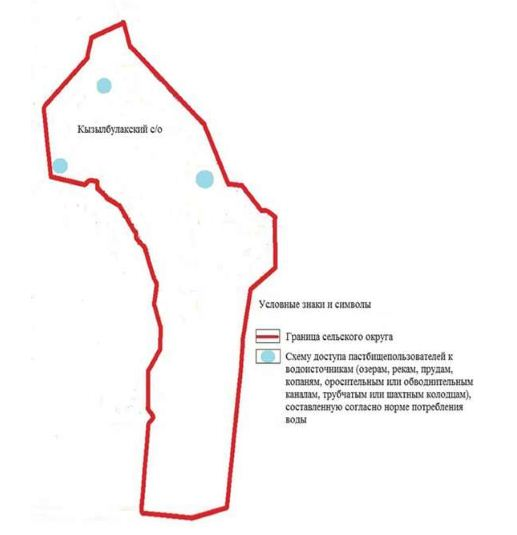 Кызылбулакский с/о
Условные знаки и символы
Граница сельского округа
Схему доступа пастбищепользователей к
водоисточникам (озерам, рекам, прудам,
копаням, оросительным или обводнительным
каналам, трубчатым или шахтным колодцам),
составленную согласно норме потребления
воды